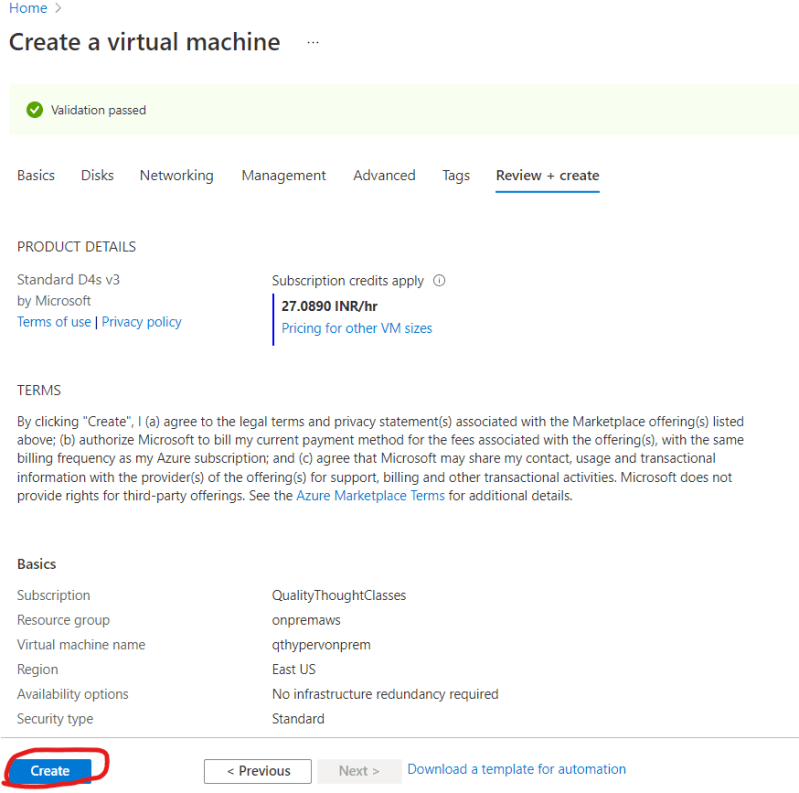 Home >
Create a virtual machine ...
Validation passed
Basics Disks Networking Management Advanced Tags Review + create
PRODUCT DETAILS
Standard D4s v3
by Microsoft
Terms of use | Privacy policy
Subscription credits apply
27.0890 INR/hr
Pricing for other VM sizes
TERMS
By clicking "Create", I (a) agree to the legal terms and privacy statement(s) associated with the Marketplace offering(s) listed
above; (b) authorize Microsoft to bill my current payment method for the fees associated with the offering(s), with the same
billing frequency as my Azure subscription; and (c) agree that Microsoft may share my contact, usage and transactional
information with the provider(s) of the offering(s) for support, billing and other transactional activities. Microsoft does not
provide rights for third-party offerings. See the Azure Marketplace Terms for additional details.
Basics
Subscription QualityThoughtClasses
Resource group onpremaws
Virtual machine name qthypervonprem
Region East US
Availability options No infrastructure redundancy required
Security type Standard
Create < Previous Next > Download a template for automation